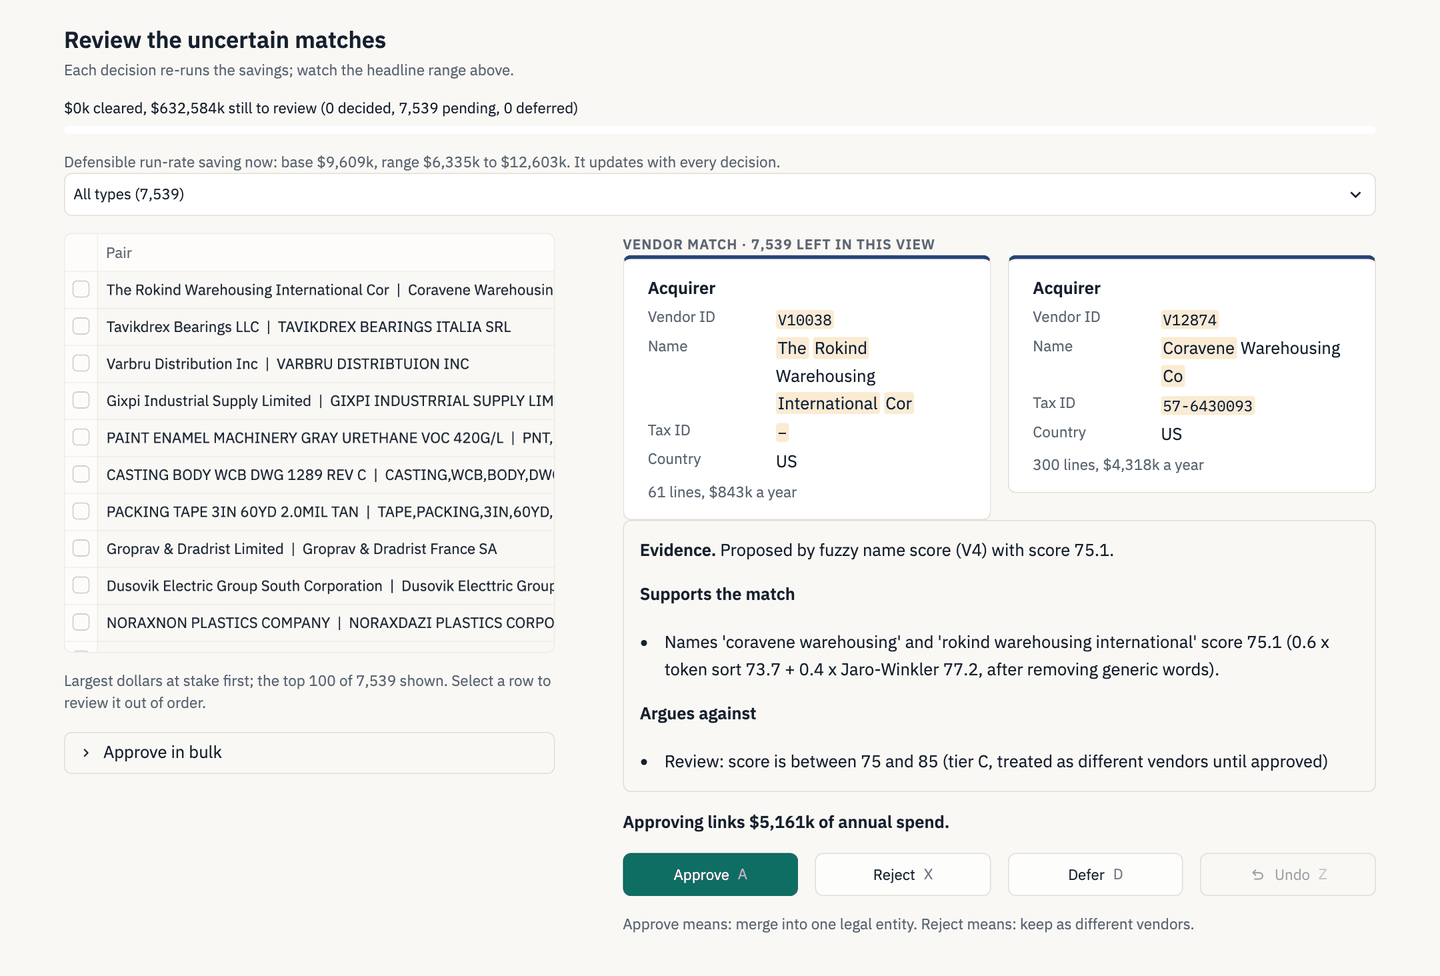 Review the uncertain matches
Each decision re-runs the savings; watch the headline range above.
$0k cleared, $632,584k still to review (0 decided, 7,539 pending, 0 deferred)
Defensible run-rate saving now: base $9,609k, range $6,335k to $12,603k. It updates with every decision.
All types (7,539)
Pair
The Rokind Warehousing International Cor | Coravene Warehousin
Tavikdrex Bearings LLC | TAVIKDREX BEARINGS ITALIA SRL
Varbru Distribution Inc | VARBRU DISTRIBTUION INC
Gixpi Industrial Supply Limited | GIXPI INDUSTRRIAL SUPPLY LIM
PAINT ENAMEL MACHINERY GRAY URETHANE VOC 420G/L | PNT,
CASTING BODY WCB DWG 1289 REV C | CASTING,WCB,BODY,DW
PACKING TAPE 3IN 60YD 2.0MIL TAN | TAPE,PACKING,3IN,60YD,
Groprav & Dradrist Limited | Groprav & Dradrist France SA
Dusovik Electric Group South Corporation | Dusovik Electtric Group
NORAXNON PLASTICS COMPANY | NORAXDAZI PLASTICS CORPO
Largest dollars at stake first; the top 100 of 7,539 shown. Select a row to
review it out of order.
Approve in bulk
VENDOR MATCH · 7,539 LEFT IN THIS VIEW
Acquirer
Vendor ID V10038
Name The Rokind
Warehousing
International Cor
Tax ID –
Country US
61 lines, $843k a year
Acquirer
Vendor ID V12874
Name Coravene Warehousing
Co
Tax ID 57-6430093
Country US
300 lines, $4,318k a year
Evidence. Proposed by fuzzy name score (V4) with score 75.1.
Supports the match
• Names 'coravene warehousing' and 'rokind warehousing international' score 75.1 (0.6 x
token sort 73.7 + 0.4 x Jaro-Winkler 77.2, after removing generic words).
Argues against
• Review: score is between 75 and 85 (tier C, treated as different vendors until approved)
Approving links $5,161k of annual spend.
Approve A
Reject X
Defer D
Undo Z
Approve means: merge into one legal entity. Reject means: keep as different vendors.